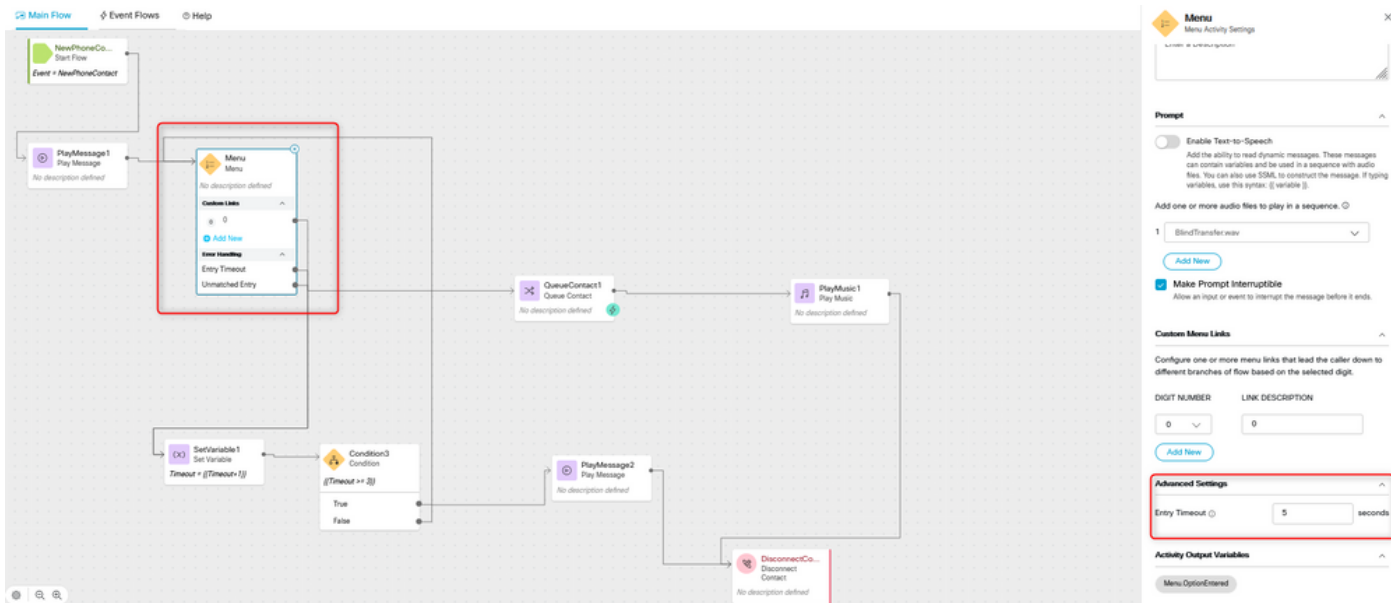 Main Flow
Event Flows
Help
NewPhoneCo...
Start Flow
Event = NewPhoneContact
PlayMessage1
Play Message
No description defined
Menu
Menu
No description defined
Custom Links
0
Add New
Error Handling
Entry Timeout
Unmatched Entry
QueueContact1
Queue Contact
No description defined
PlayMusic1
Play Music
No description defined
SetVariable1
Set Variable
Timeout = {{Timeout+1}}
Condition3
Condition
{{Timeout >= 3}}
True
False
PlayMessage2
Play Message
No description defined
DisconnectCo...
Disconnect
Contact
No description defined
Menu
Menu Activity Settings
Enter a Description
Prompt
Enable Text-to-Speech
Add the ability to read dynamic messages. These messages
can contain variables and be used in a sequence with audio
files. You can also use SSML to construct the message. If typing
variables, use this syntax: {{ variable }}.
Add one or more audio files to play in a sequence.
1 BlindTransfer.wav
Add New
Make Prompt Interruptible
Allow an input or event to interrupt the message before it ends.
Custom Menu Links
Configure one or more menu links that lead the caller down to
different branches of flow based on the selected digit.
DIGIT NUMBER LINK DESCRIPTION
0 0
Add New
Advanced Settings
Entry Timeout 5 seconds
Activity Output Variables
Menu.OptionEntered